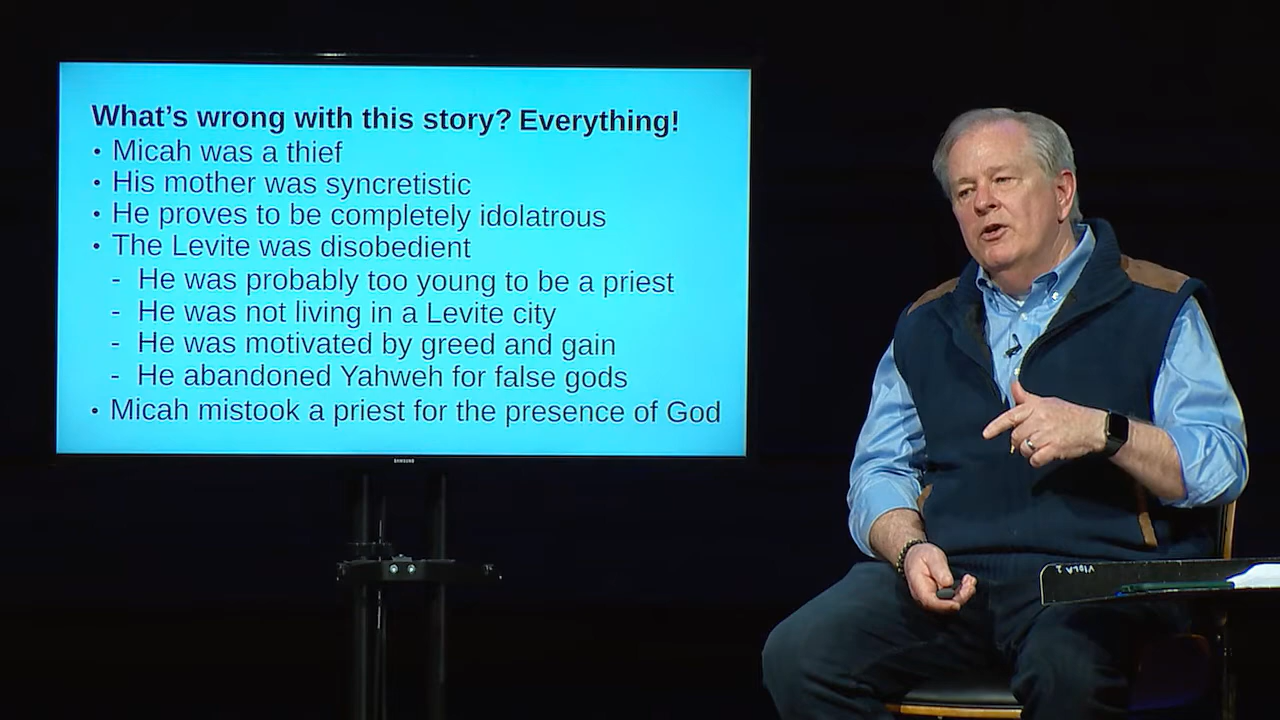 What's wrong with this story? Everything!
• Micah was a thief
• His mother was syncretistic
• He proves to be completely idolatrous
• The Levite was disobedient
- He was probably too young to be a priest
- He was not living in a Levite city
- He was motivated by greed and gain
- He abandoned Yahweh for false gods
• Micah mistook a priest for the presence of God
SAMSUNG
VIOLA 2